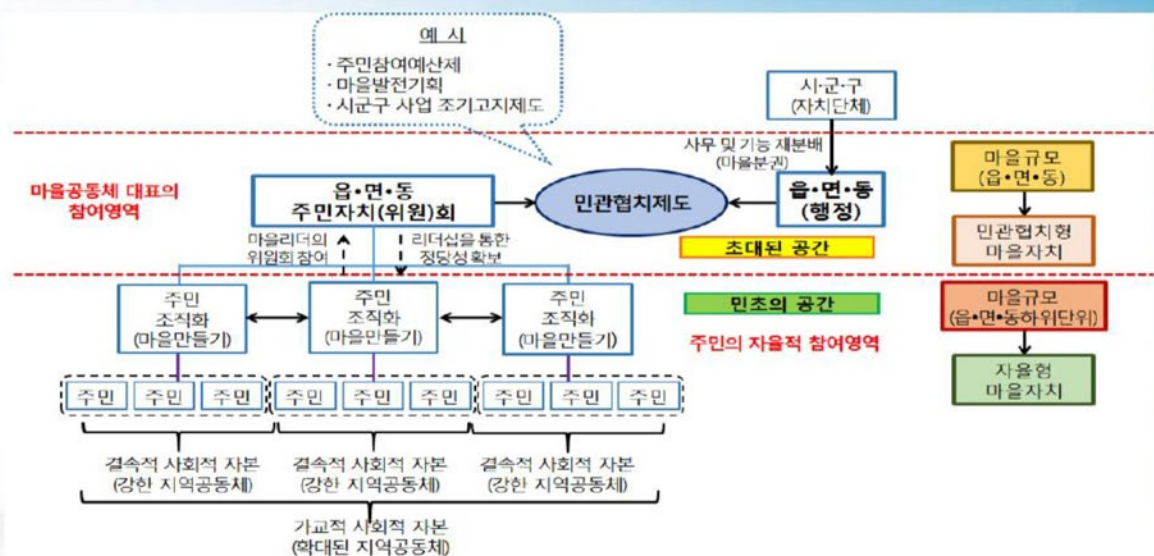 예 시
· 주민참여예산제
· 마을발전기획
· 시군구 사업 조기고지제도
시·군·구
(자치단체)
사무 및 기능 재분배
(마을분권)
마을공동체 대표의
참여영역
읍•면•동
주민자치(위원)회
민관협치제도
읍•면•동
(행정)
마을규모
(읍•면•동)
마을리더의
위원회 참여
리더십을 통한
정당성 확보
초대된 공간
민관협치형
마을자치
주민
조직화
(마을만들기)
주민
조직화
(마을만들기)
주민
조직화
(마을만들기)
민초의 공간
주민의 자율적 참여영역
마을규모
(읍•면•동하위단위)
자율형
마을자치
주민 주민 주민 주민 주민 주민 주민 주민 주민
결속적 사회적 자본
(강한 지역공동체)
결속적 사회적 자본
(강한 지역공동체)
결속적 사회적 자본
(강한 지역공동체)
가교적 사회적 자본
(확대된 지역공동체)